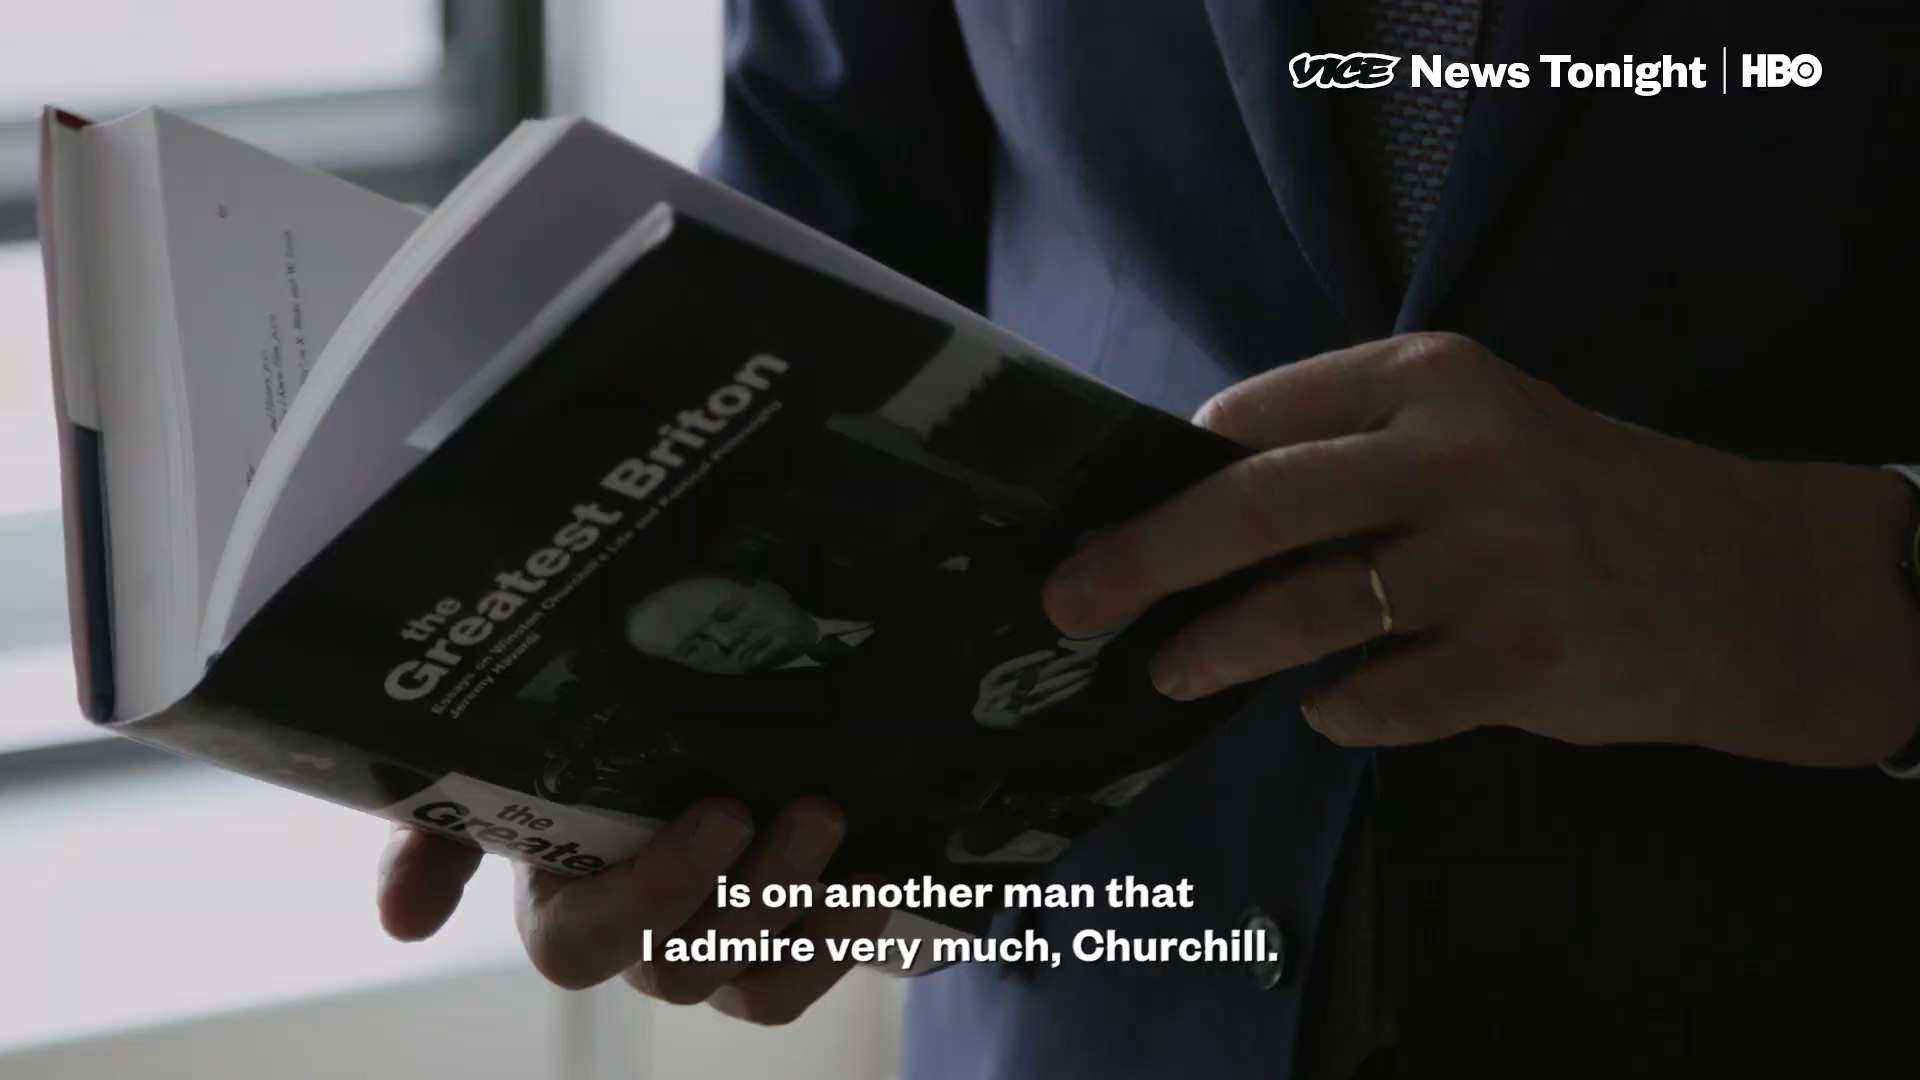 VICE News Tonight | HBO
the
Greatest Briton
Essays on Winston Churchill's Life and Political Philosophy
Jeremy Havardi
the
Greate
is on another man that
I admire very much, Churchill.